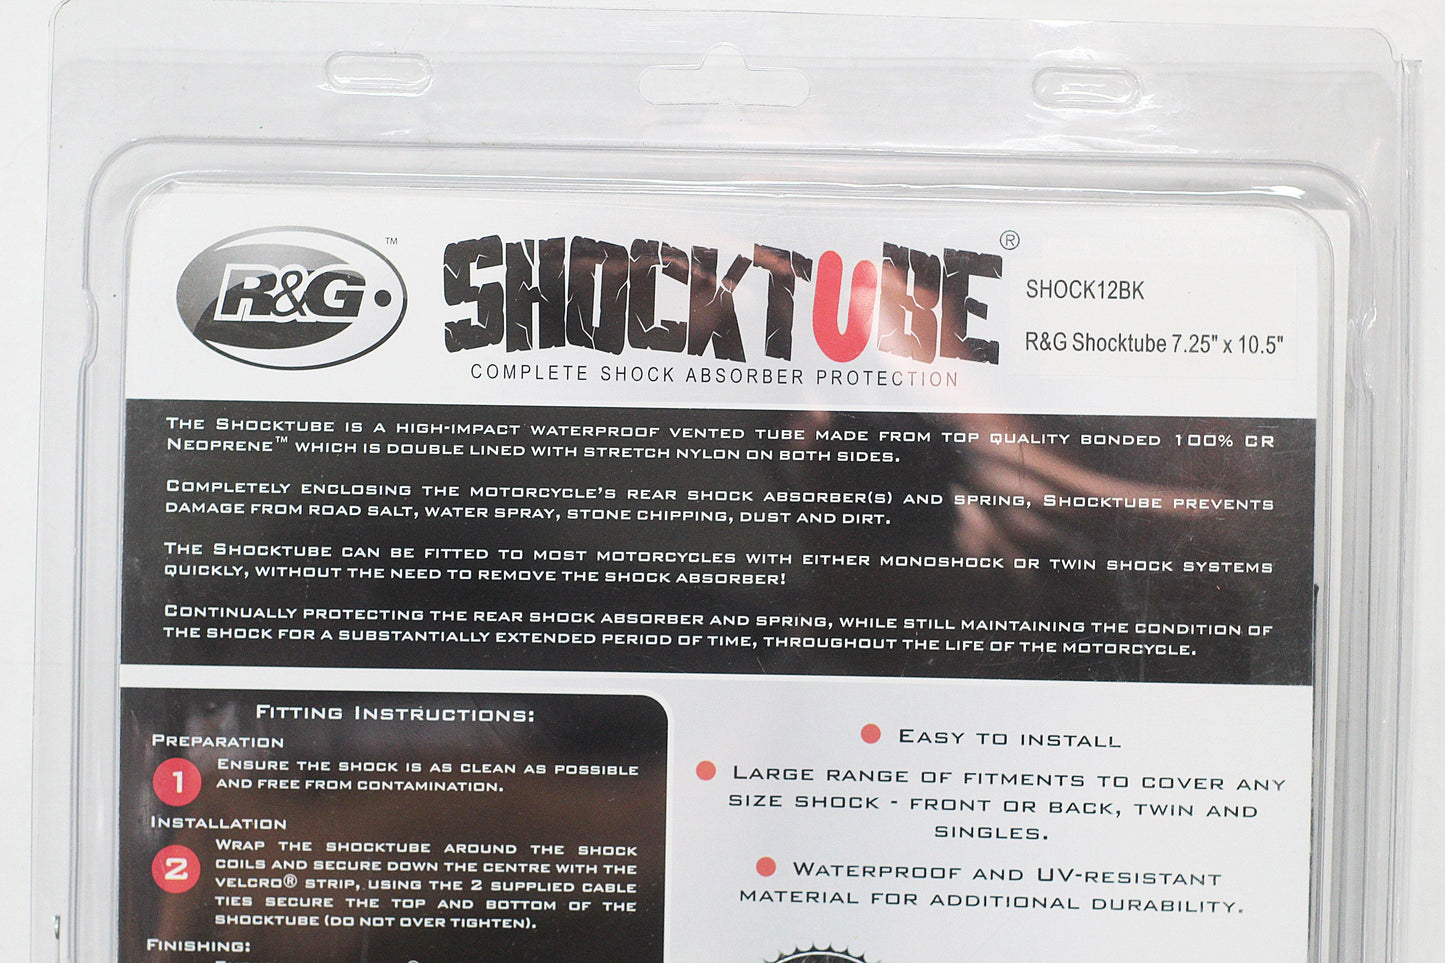 R&G
™
SHOCKTUBE®
COMPLETE SHOCK ABSORBER PROTECTION
SHOCK12BK
R&G Shocktube 7.25" x 10.5"
THE SHOCKTUBE IS A HIGH-IMPACT WATERPROOF VENTED TUBE MADE FROM TOP QUALITY BONDED 100% CR
NEOPRENE™ WHICH IS DOUBLE LINED WITH STRETCH NYLON ON BOTH SIDES.
COMPLETELY ENCLOSING THE MOTORCYCLE'S REAR SHOCK ABSORBER(S) AND SPRING, SHOCKTUBE PREVENTS
DAMAGE FROM ROAD SALT, WATER SPRAY, STONE CHIPPING, DUST AND DIRT.
THE SHOCKTUBE CAN BE FITTED TO MOST MOTORCYCLES WITH EITHER MONOSHOCK OR TWIN SHOCK SYSTEMS
QUICKLY, WITHOUT THE NEED TO REMOVE THE SHOCK ABSORBER!
CONTINUALLY PROTECTING THE REAR SHOCK ABSORBER AND SPRING, WHILE STILL MAINTAINING THE CONDITION OF
THE SHOCK FOR A SUBSTANTIALLY EXTENDED PERIOD OF TIME, THROUGHOUT THE LIFE OF THE MOTORCYCLE.
FITTING INSTRUCTIONS:
PREPARATION
1 ENSURE THE SHOCK IS AS CLEAN AS POSSIBLE
AND FREE FROM CONTAMINATION.
INSTALLATION
2 WRAP THE SHOCKTUBE AROUND THE SHOCK
COILS AND SECURE DOWN THE CENTRE WITH THE
VELCRO® STRIP, USING THE 2 SUPPLIED CABLE
TIES SECURE THE TOP AND BOTTOM OF THE
SHOCKTUBE (DO NOT OVER TIGHTEN).
FINISHING:
● EASY TO INSTALL
● LARGE RANGE OF FITMENTS TO COVER ANY
SIZE SHOCK - FRONT OR BACK, TWIN AND
SINGLES.
● WATERPROOF AND UV-RESISTANT
MATERIAL FOR ADDITIONAL DURABILITY.